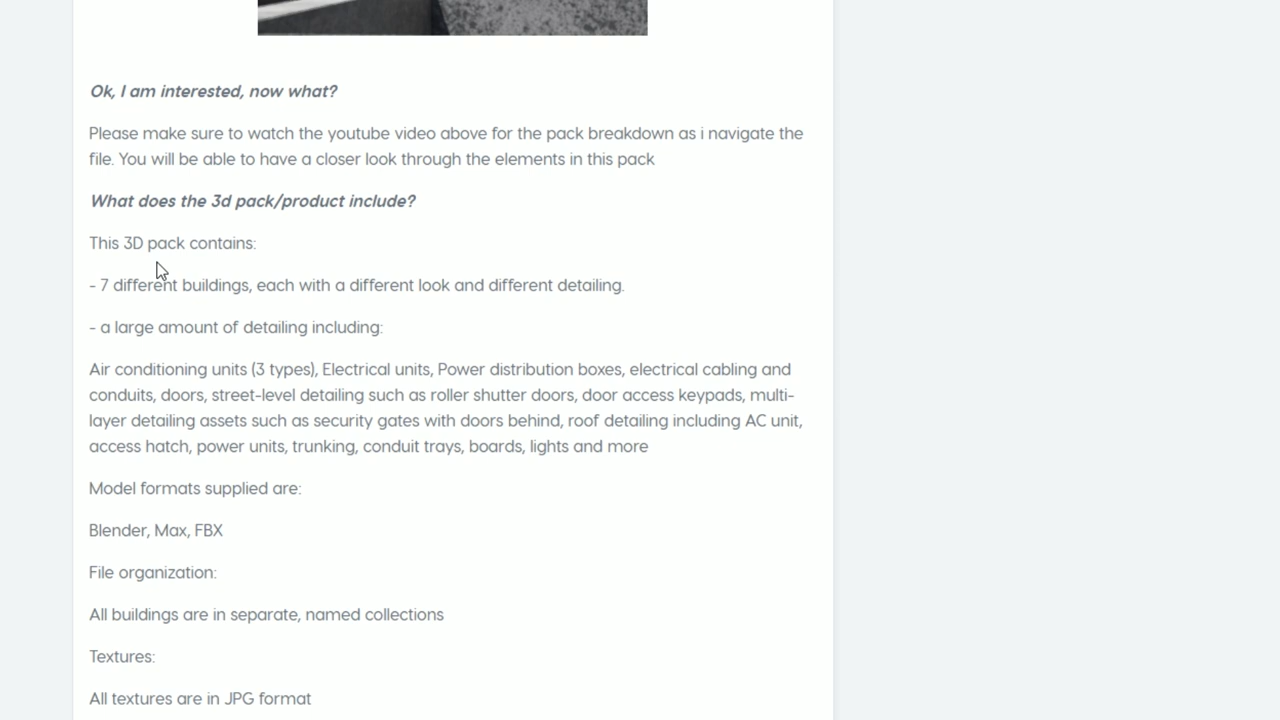 Ok, I am interested, now what?
Please make sure to watch the youtube video above for the pack breakdown as i navigate the
file. You will be able to have a closer look through the elements in this pack
What does the 3d pack/product include?
This 3D pack contains:
- 7 different buildings, each with a different look and different detailing.
- a large amount of detailing including:
Air conditioning units (3 types), Electrical units, Power distribution boxes, electrical cabling and
conduits, doors, street-level detailing such as roller shutter doors, door access keypads, multi-
layer detailing assets such as security gates with doors behind, roof detailing including AC unit,
access hatch, power units, trunking, conduit trays, boards, lights and more
Model formats supplied are:
Blender, Max, FBX
File organization:
All buildings are in separate, named collections
Textures:
All textures are in JPG format